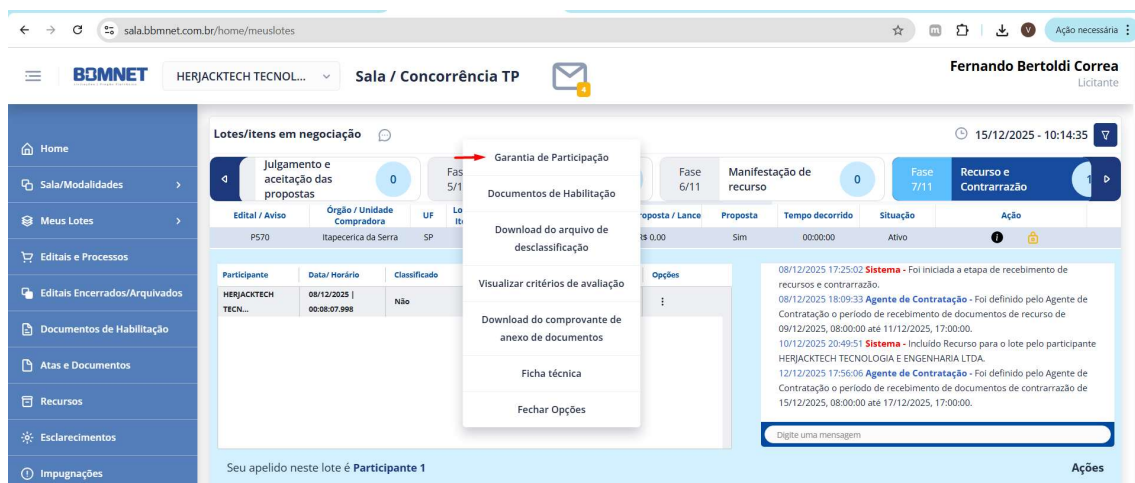 sala.bbmnet.com.br/home/meuslotes
Ação necessária
BBMNET
HERJACKTECH TECNOL...
Sala / Concorrência TP
4
Fernando Bertoldi Correa
Licitante
Home
Sala/Modalidades
Meus Lotes
Editais e Processos
Editais Encerrados/Arquivados
Documentos de Habilitação
Atas e Documentos
Recursos
Esclarecimentos
Impugnações
Lotes/itens em negociação
15/12/2025 - 10:14:35
Julgamento e
aceitação das
propostas
0
Fas
5/1
Fase
6/11
Manifestação de
recurso
0
Fase
7/11
Recurso e
Contrarrazão
1
Edital / Aviso
Órgão / Unidade
Compradora
UF
Lo
Ite
roposta / Lance
Proposta
Tempo decorrido
Situação
Ação
P570
Itapecerica da Serra
SP
R$ 0,00
Sim
00:00:00
Ativo
Participante
Data/ Horário
Classificado
Opções
HERJACKTECH
TECN...
08/12/2025 |
00:08:07.998
Não
Garantia de Participação
Documentos de Habilitação
Download do arquivo de
desclassificação
Visualizar critérios de avaliação
Download do comprovante de
anexo de documentos
Ficha técnica
Fechar Opções
08/12/2025 17:25:02 Sistema - Foi iniciada a etapa de recebimento de
recursos e contrarrazão.
08/12/2025 18:09:33 Agente de Contratação - Foi definido pelo Agente de
Contratação o período de recebimento de documentos de recurso de
09/12/2025, 08:00:00 até 11/12/2025, 17:00:00.
10/12/2025 20:49:51 Sistema - Incluído Recurso para o lote pelo participante
HERJACKTECH TECNOLOGIA E ENGENHARIA LTDA.
12/12/2025 17:56:06 Agente de Contratação - Foi definido pelo Agente de
Contratação o período de recebimento de documentos de contrarrazão de
15/12/2025, 08:00:00 até 17/12/2025, 17:00:00.
Digite uma mensagem
Seu apelido neste lote é Participante 1
Ações